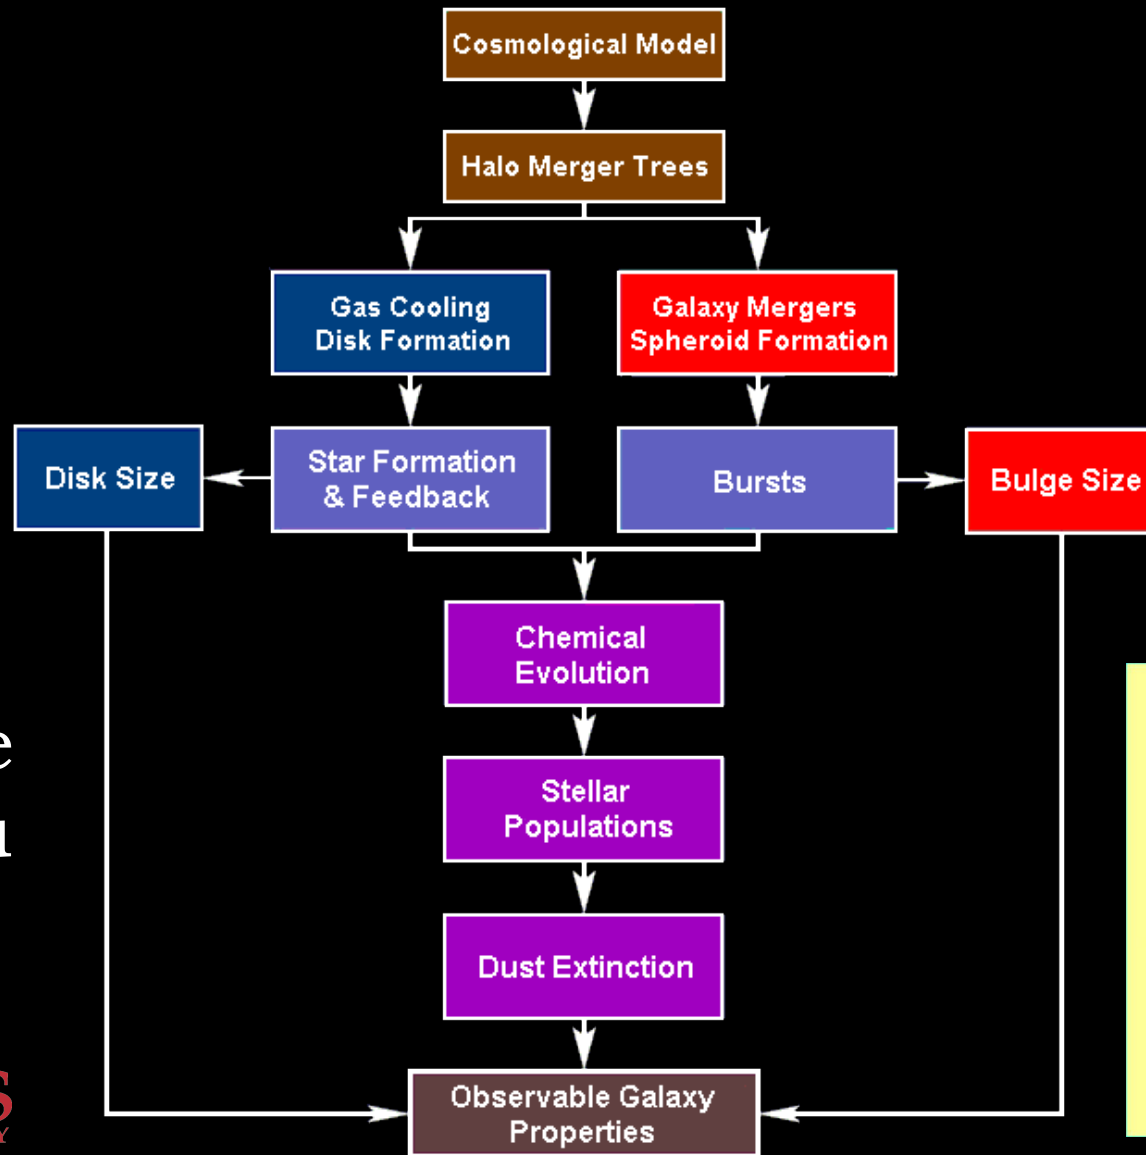 Cosmological Model
Halo Merger Trees
Gas Cooling
Disk Formation
Galaxy Mergers
Spheroid Formation
Disk Size
Star Formation
& Feedback
Bursts
Bulge Size
Chemical
Evolution
Stellar
Populations
Dust Extinction
Observable Galaxy
Properties